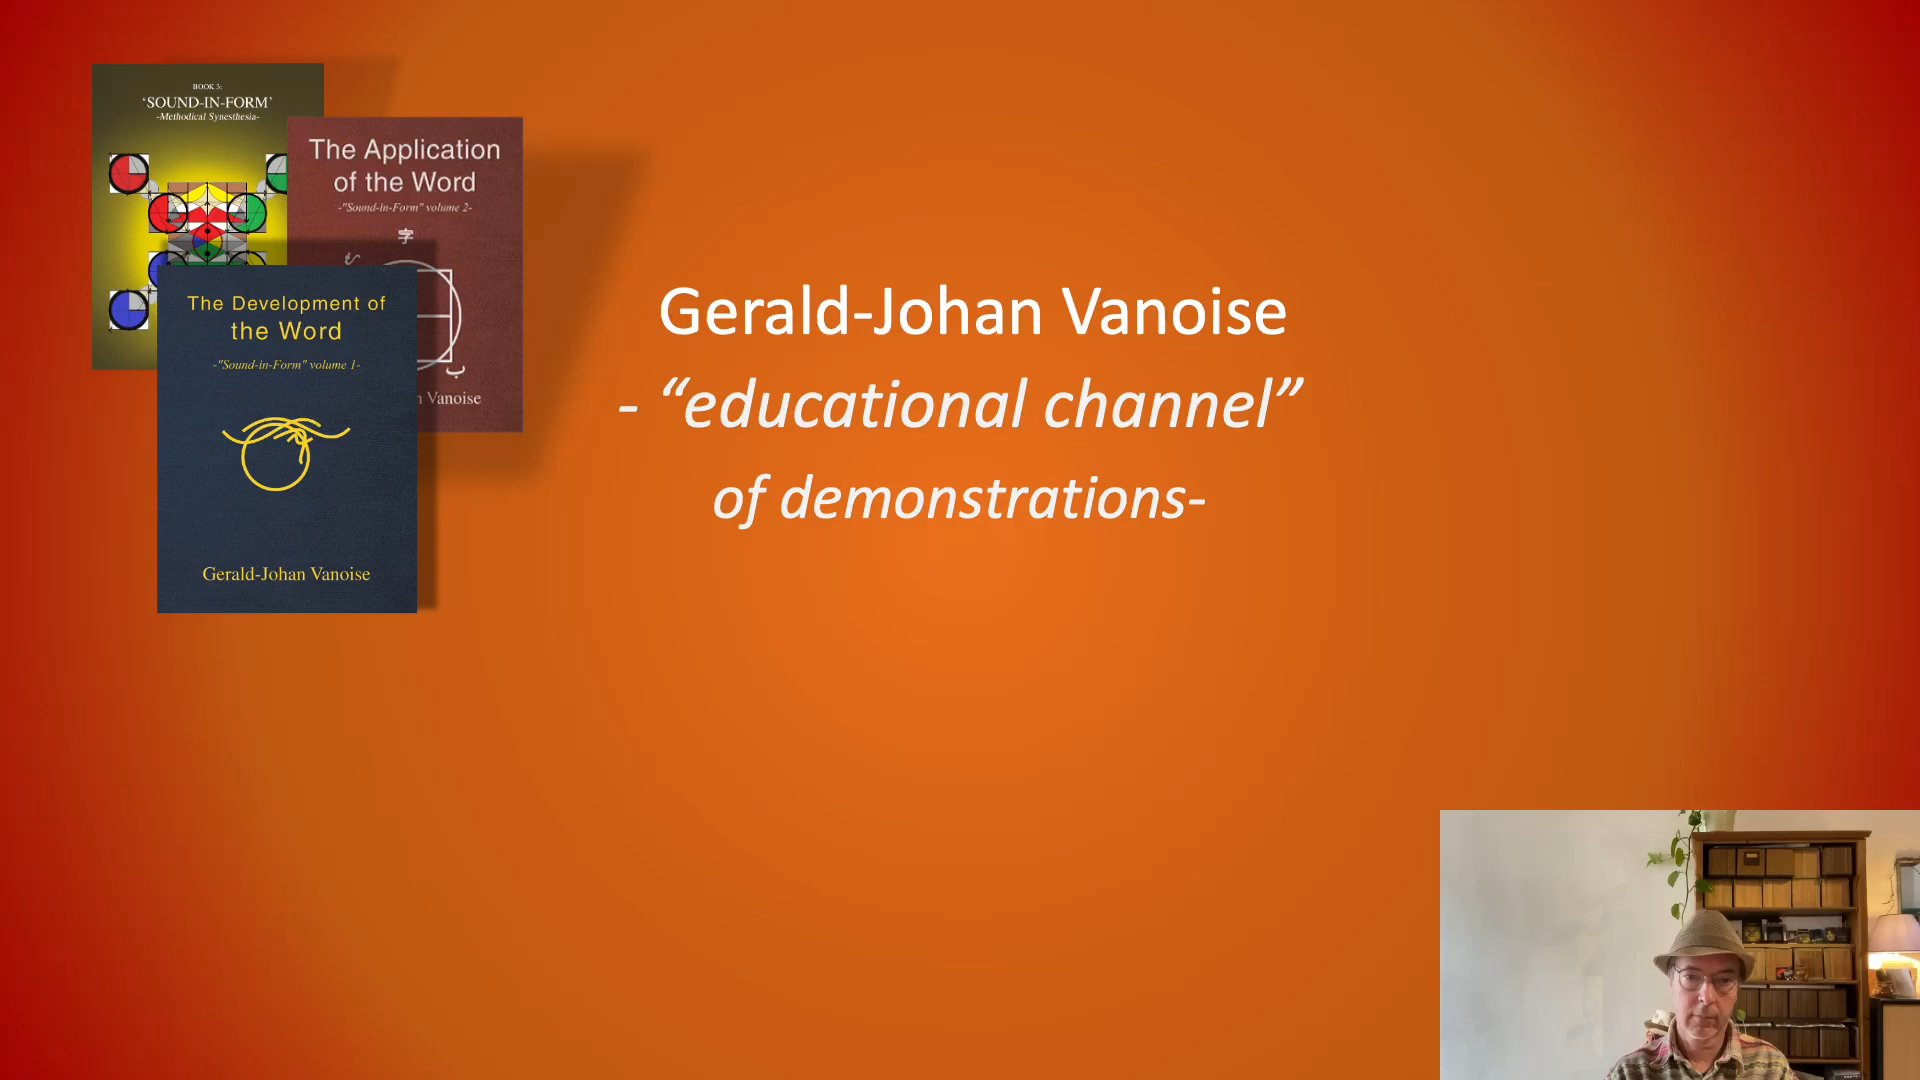 BOOK 3:
‘SOUND-IN-FORM’
-Methodical Synesthesia-
The Application
of the Word
-"Sound-in-Form" volume 2-
字
ب
n Vanoise
The Development of
the Word
-"Sound-in-Form" volume 1-
Gerald-Johan Vanoise
Gerald-Johan Vanoise
- “educational channel”
of demonstrations-